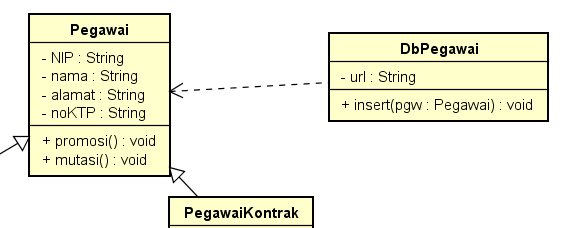 Pegawai
- NIP : String
- nama : String
- alamat : String
- noKTP : String
+ promosi() : void
+ mutasi() : void
DbPegawai
- url : String
+ insert(pgw : Pegawai) : void
PegawaiKontrak